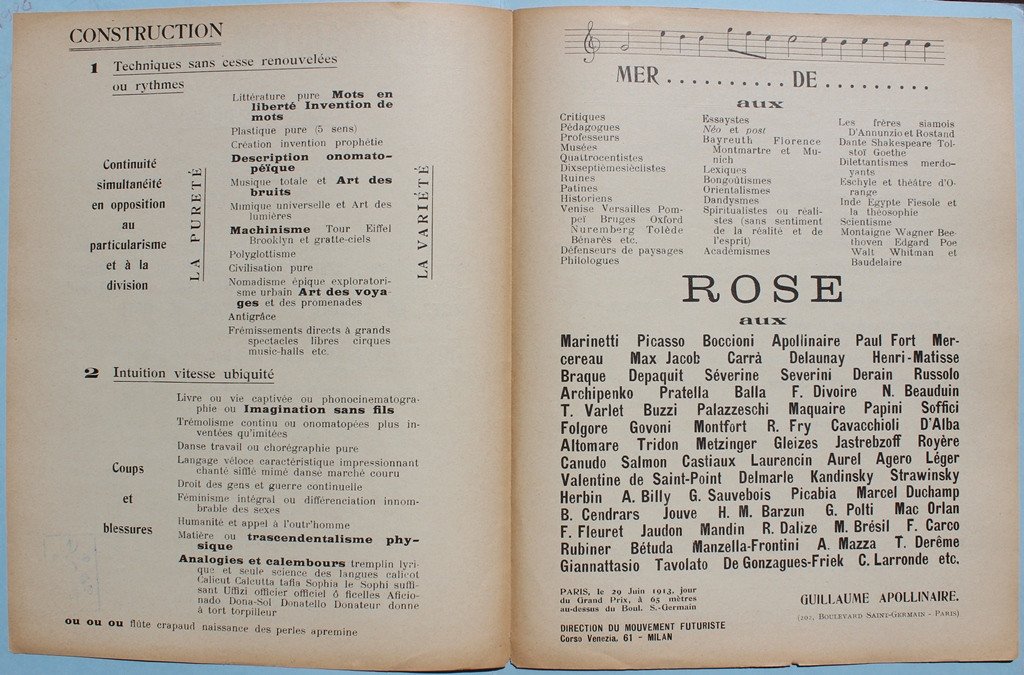 CONSTRUCTION
1 Techniques sans cesse renouvelées
ou rythmes
Continuité
simultanéité
en opposition
au
particularisme
et à la
division
LA PURETÉ
Littérature pure Mots en
liberté Invention de
mots
Plastique pure (5 sens)
Création invention prophétie
Description onomato-
péïque
Musique totale et Art des
bruits
Mimique universelle et Art des
lumières
Machinisme Tour Eiffel
Brooklyn et gratte-ciels
Polyglottisme
Civilisation pure
Nomadisme épique exploratori-
sme urbain Art des voya-
ges et des promenades
Antigrâce
Frémissements directs à grands
spectacles libres cirques
music-halls etc.
LA VARIÉTÉ
2 Intuition vitesse ubiquité
Coups
et
blessures
Livre ou vie captivée ou phonocinematogra-
phie ou Imagination sans fils
Trémolisme continu ou onomatopées plus in-
ventées qu'imitées
Danse travail ou chorégraphie pure
Langage véloce caractéristique impressionnant
chanté sifflé mimé dansé marché couru
Droit des gens et guerre continuelle
Féminisme intégral ou différenciation innom-
brable des sexes
Humanité et appel à l'outr'homme
Matière ou trascendentalisme phy-
sique
Analogies et calembours tremplin lyri-
que et seule science des langues calicot
Calicut Calcutta tafia Sophia le Sophi suffi-
sant Uffizi officier officiel ô ficelles Aficio-
nado Dona-Sol Donatello Donateur donne
à tort torpilleur
ou ou ou flûte crapaud naissance des perles apremine
MER .......... DE .........
aux
Critiques
Pédagogues
Professeurs
Musées
Quattrocentistes
Dixseptièmesièclistes
Ruines
Patines
Historiens
Venise Versailles Pom-
peï Bruges Oxford
Nuremberg Tolède
Bénarès etc.
Défenseurs de paysages
Philologues
Essayistes
Néo et post
Bayreuth Florence
Montmartre et Mu-
nich
Lexiques
Bongoûtismes
Orientalismes
Dandysmes
Spiritualistes ou réali-
stes (sans sentiment
de la réalité et de
l'esprit)
Académismes
Les frères siamois
D'Annunzio et Rostand
Dante Shakespeare Tol-
stoï Goethe
Dilettantismes merdo-
yants
Eschyle et théâtre d'O-
range
Inde Egypte Fiesole et
la théosophie
Scientisme
Montaigne Wagner Bee-
thoven Edgard Poe
Walt Whitman et
Baudelaire
ROSE
aux
Marinetti Picasso Boccioni Apollinaire Paul Fort Mer-
cereau Max Jacob Carrà Delaunay Henri-Matisse
Braque Depaquit Séverine Severini Derain Russolo
Archipenko Pratella Balla F. Divoire N. Beauduin
T. Varlet Buzzi Palazzeschi Maquaire Papini Soffici
Folgore Govoni Montfort R. Fry Cavacchioli D'Alba
Altomare Tridon Metzinger Gleizes Jastrebzoff Royère
Canudo Salmon Castiaux Laurencin Aurel Agero Léger
Valentine de Saint-Point Delmarle Kandinsky Strawinsky
Herbin A. Billy G. Sauvebois Picabia Marcel Duchamp
B. Cendrars Jouve H. M. Barzun G. Polti Mac Orlan
F. Fleuret Jaudon Mandin R. Dalize M. Brésil F. Carco
Rubiner Bétuda Manzella-Frontini A. Mazza T. Derême
Giannattasio Tavolato De Gonzagues-Friek C. Larronde etc.
PARIS, le 29 Juin 1913, jour
du Grand Prix, à 65 mètres
au-dessus du Boul. S.-Germain
GUILLAUME APOLLINAIRE.
(202, BOULEVARD SAINT-GERMAIN - PARIS)
DIRECTION DU MOUVEMENT FUTURISTE
Corso Venezia, 61 - MILAN